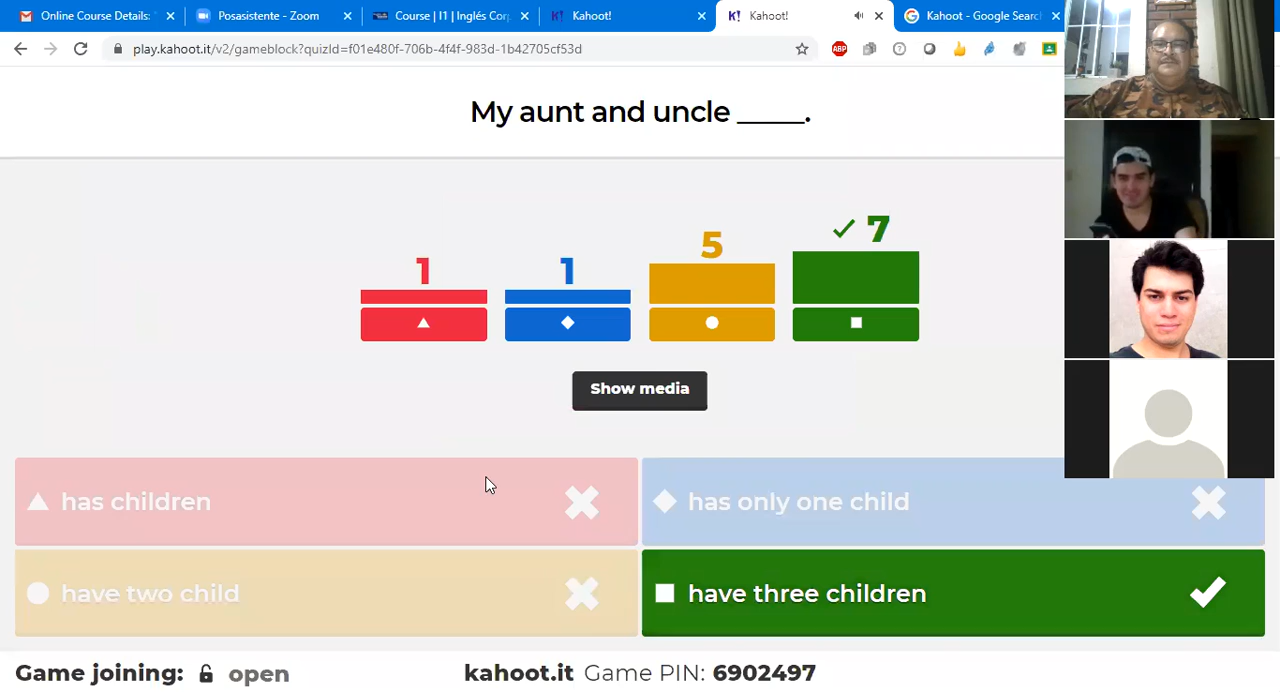 Online Course Details: "
Posasistente - Zoom
Course | I1 | Inglés Corp
Kahoot!
Kahoot!
Kahoot - Google Search
play.kahoot.it/v2/gameblock?quizId=f01e480f-706b-4f4f-983d-1b42705cf53d
ABP
My aunt and uncle _____.
1
1
5
7
Show media
has children
has only one child
have two child
have three children
Game joining: open
kahoot.it Game PIN: 6902497